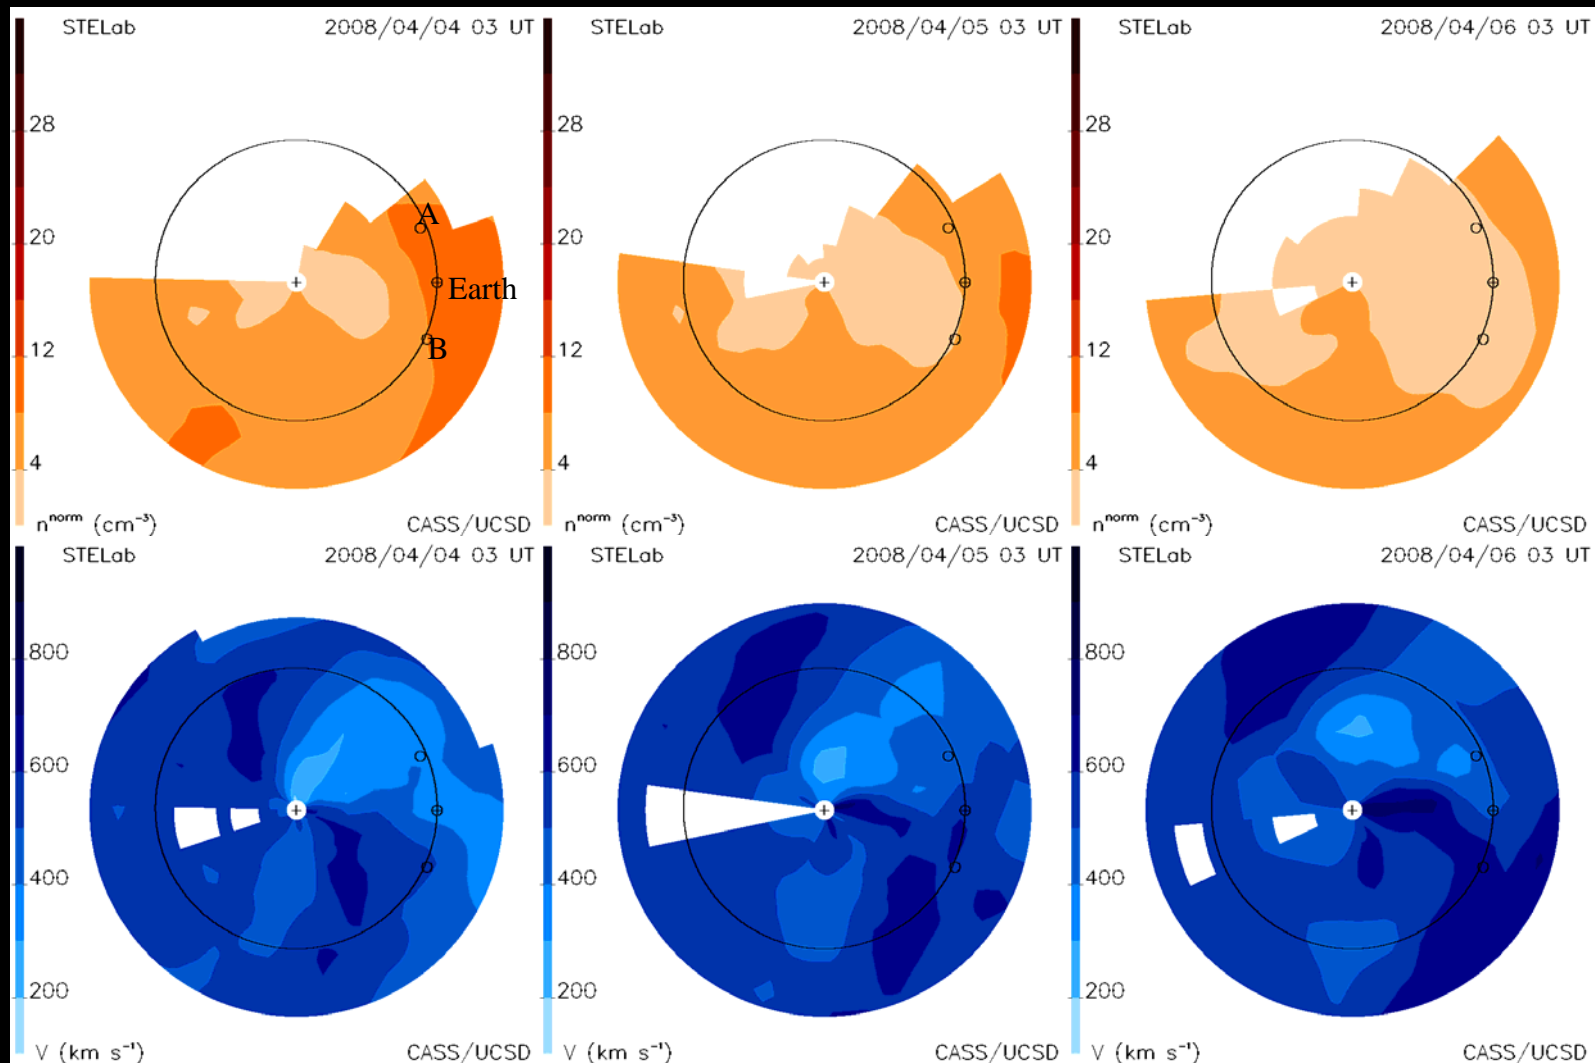 STELab 2008/04/04 03 UT
28
20
12
4
A
Earth
B
n^norm (cm⁻³) CASS/UCSD
STELab 2008/04/05 03 UT
28
20
12
4
n^norm (cm⁻³) CASS/UCSD
STELab 2008/04/06 03 UT
28
20
12
4
n^norm (cm⁻³) CASS/UCSD
STELab 2008/04/04 03 UT
800
600
400
200
V (km s⁻¹) CASS/UCSD
STELab 2008/04/05 03 UT
800
600
400
200
V (km s⁻¹) CASS/UCSD
STELab 2008/04/06 03 UT
800
600
400
200
V (km s⁻¹) CASS/UCSD